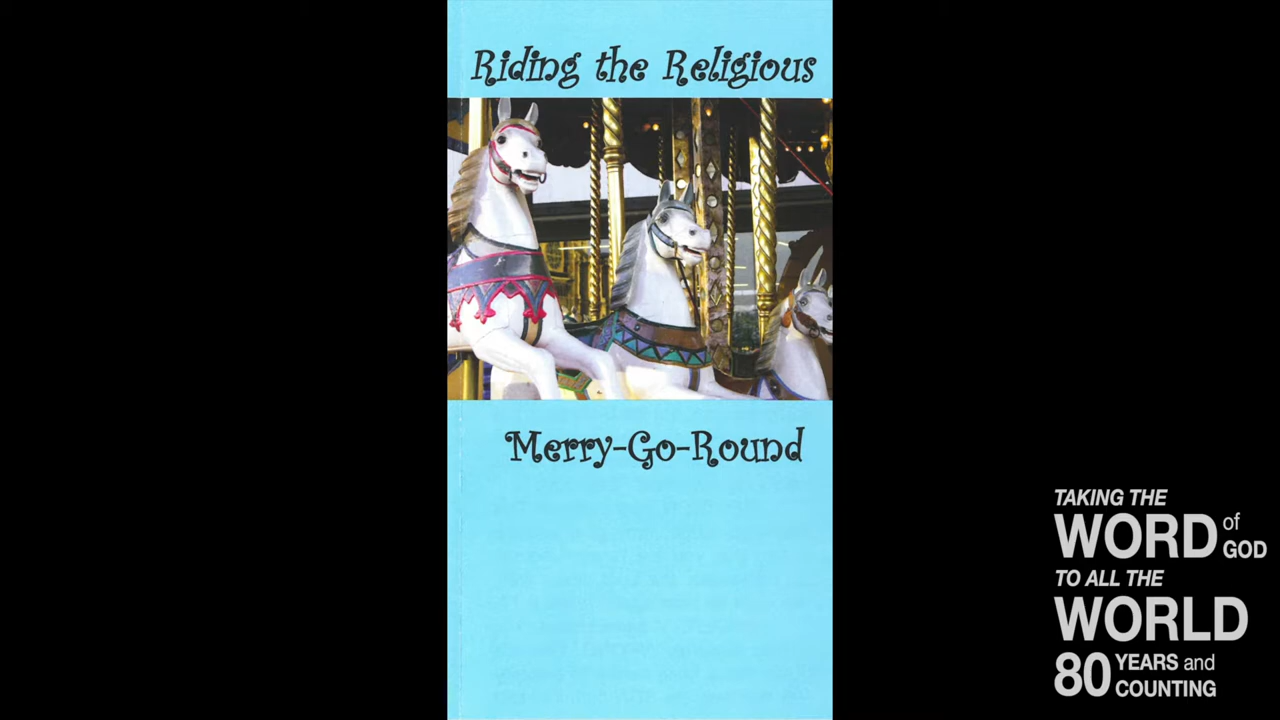 Riding the Religious
Merry-Go-Round
TAKING THE
WORD of GOD
TO ALL THE
WORLD
80 YEARS and
COUNTING